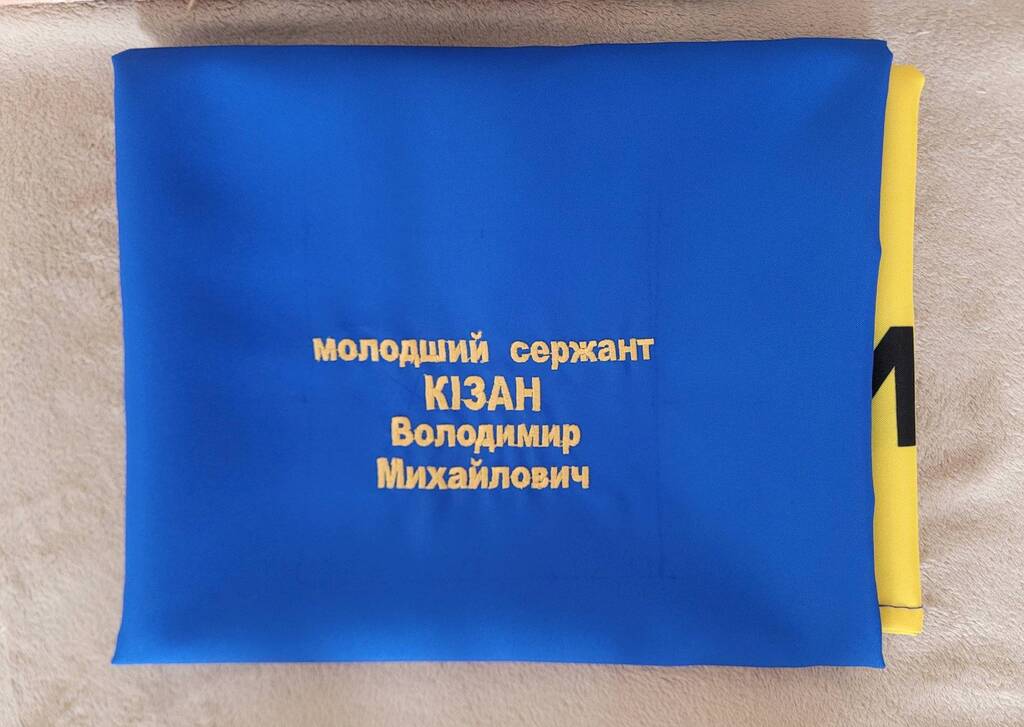 молодший сержант
КІЗАН
Володимир
Михайлович